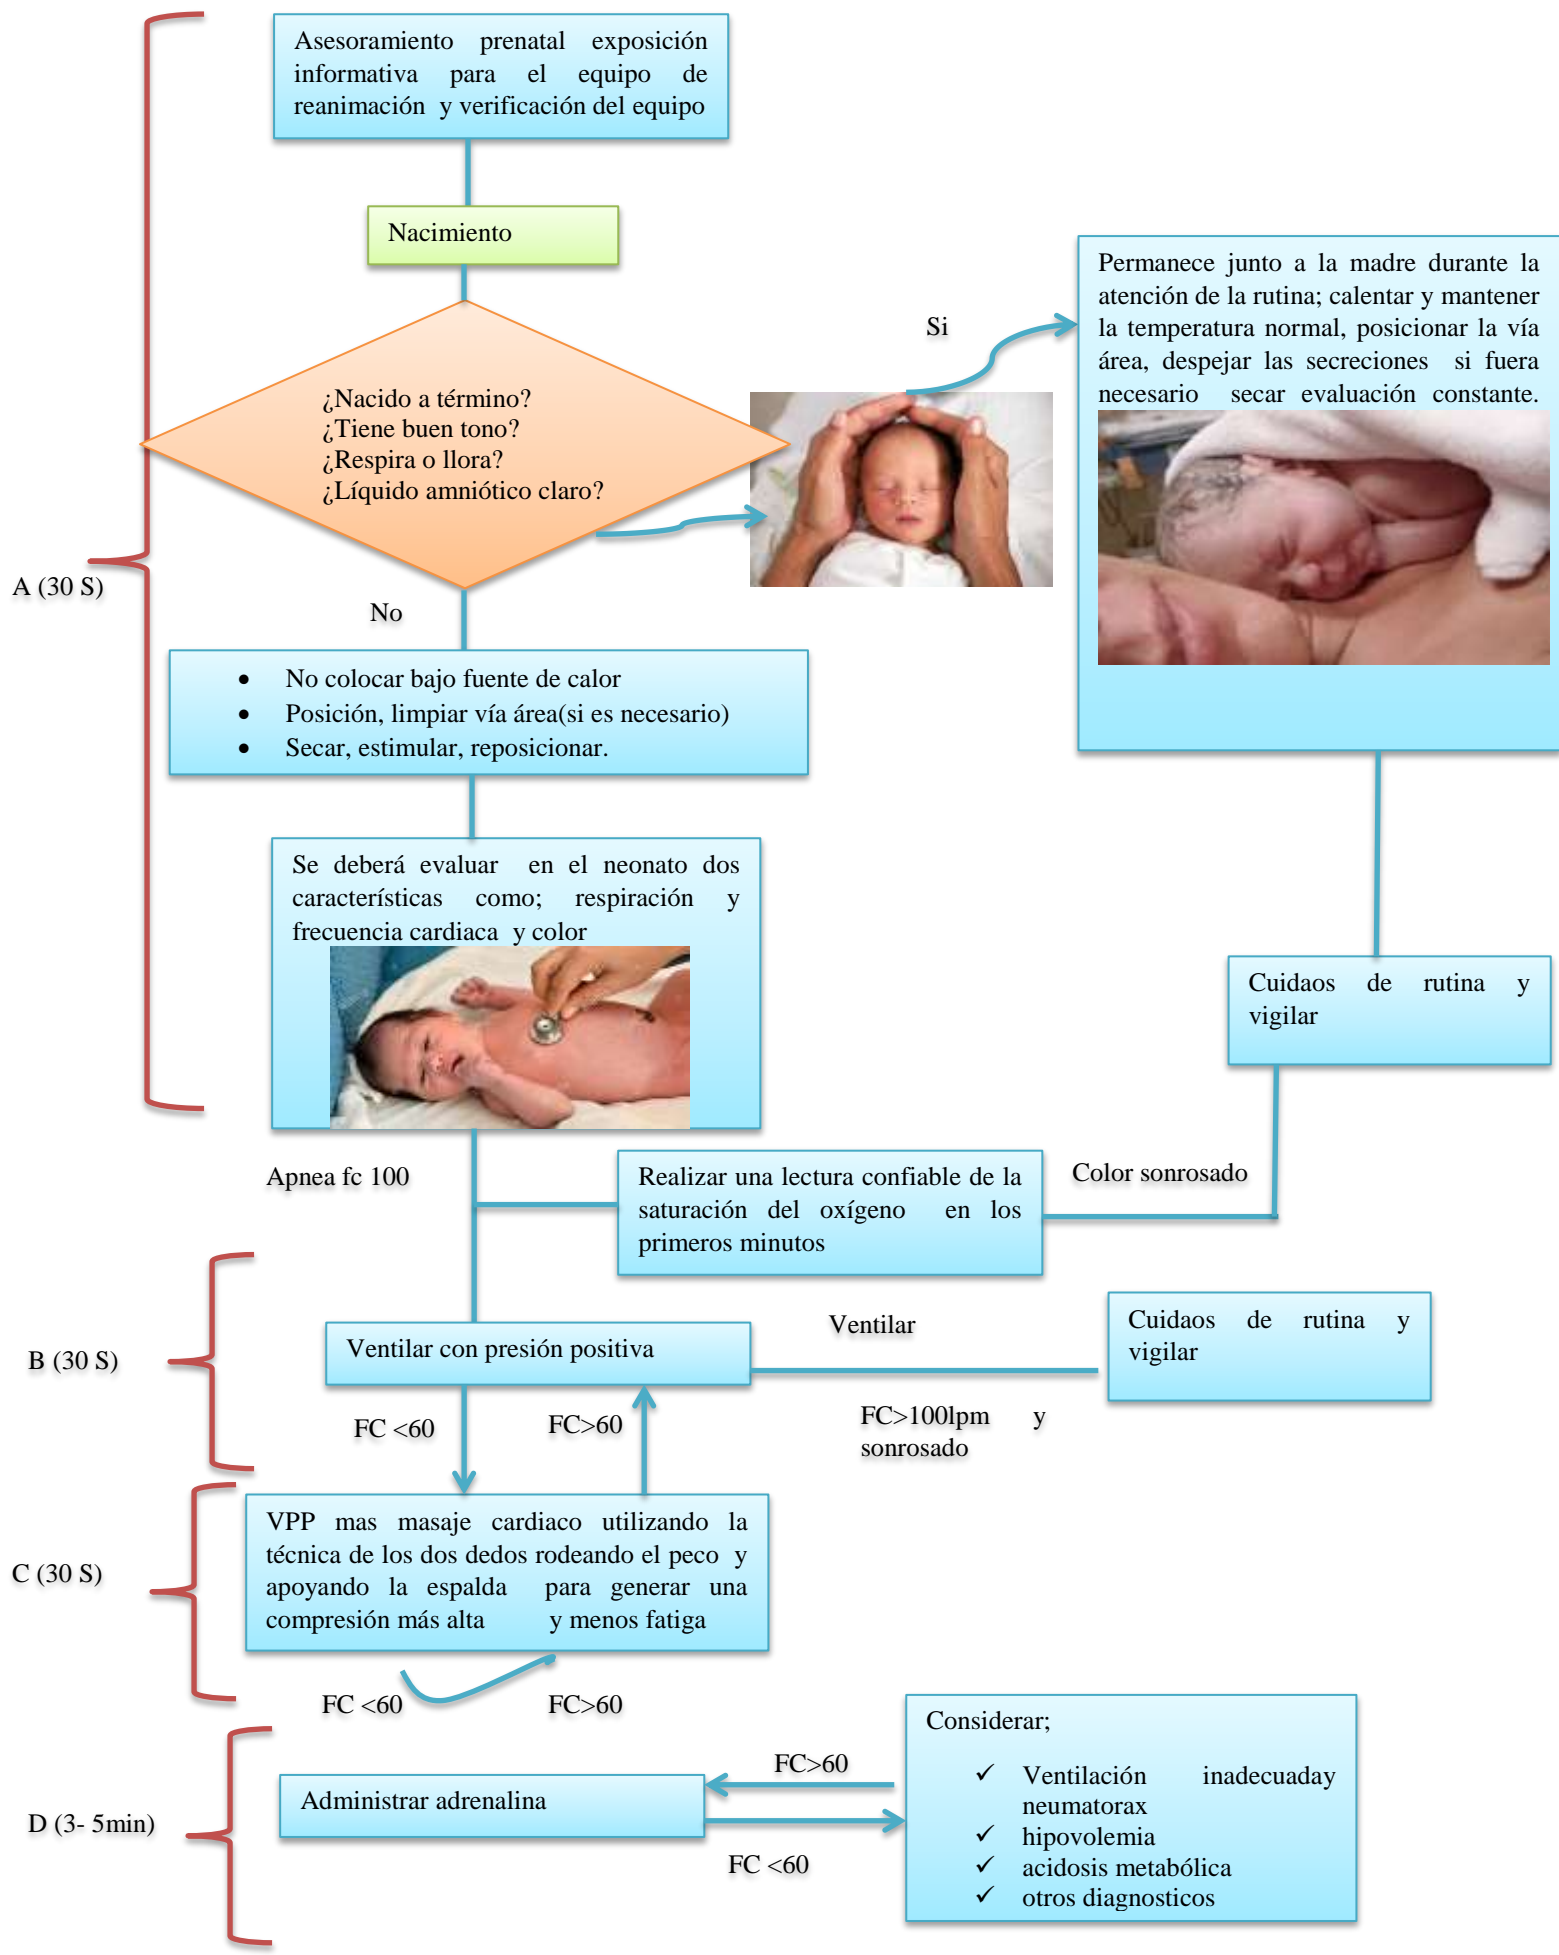 Asesoramiento prenatal exposición
informativa para el equipo de
reanimación y verificación del equipo
Nacimiento
¿Nacido a término?
¿Tiene buen tono?
¿Respira o llora?
¿Líquido amniótico claro?
Si
Permanece junto a la madre durante la
atención de la rutina; calentar y mantener
la temperatura normal, posicionar la vía
área, despejar las secreciones si fuera
necesario secar evaluación constante.
A (30 S)
No
• No colocar bajo fuente de calor
• Posición, limpiar vía área(si es necesario)
• Secar, estimular, reposicionar.
Se deberá evaluar en el neonato dos
características como; respiración y
frecuencia cardiaca y color
Cuidaos de rutina y
vigilar
Apnea fc 100
Realizar una lectura confiable de la
saturación del oxígeno en los
primeros minutos
Color sonrosado
B (30 S)
Ventilar con presión positiva
Ventilar
Cuidaos de rutina y
vigilar
FC <60
FC>60
FC>100lpm y
sonrosado
C (30 S)
VPP mas masaje cardiaco utilizando la
técnica de los dos dedos rodeando el peco y
apoyando la espalda para generar una
compresión más alta y menos fatiga
FC <60
FC>60
D (3- 5min)
Administrar adrenalina
FC>60
FC <60
Considerar;
✓ Ventilación inadecuaday
neumatorax
✓ hipovolemia
✓ acidosis metabólica
✓ otros diagnosticos